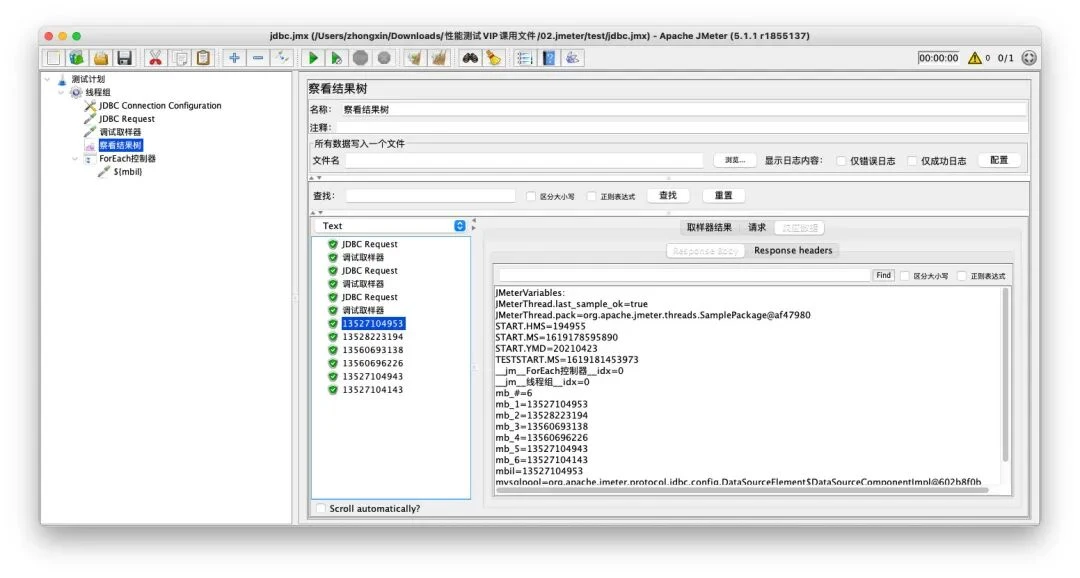 jdbc.jmx (/Users/zhongxin/Downloads/性能测试VIP课用文件/02.jmeter/test/jdbc.jmx) - Apache JMeter (5.1.1 r1855137)
00:00:00 0 0/1
测试计划
线程组
JDBC Connection Configuration
JDBC Request
调试取样器
察看结果树
ForEach控制器
${mbil}
察看结果树
名称: 察看结果树
注释:
所有数据写入一个文件
文件名 浏览... 显示日志内容: 仅错误日志 仅成功日志 配置
查找: 区分大小写 正则表达式 查找 重置
Text
JDBC Request
调试取样器
JDBC Request
调试取样器
JDBC Request
调试取样器
13527104953
13528223194
13560693138
13560696226
13527104943
13527104143
Scroll automatically?
取样器结果 请求 响应数据
Response Body Response headers
Find 区分大小写 正则表达式
JMeterVariables:
JMeterThread.last_sample_ok=true
JMeterThread.pack=org.apache.jmeter.threads.SamplePackage@af47980
START.HMS=194955
START.MS=1619178595890
START.YMD=20210423
TESTSTART.MS=1619181453973
__jm__ForEach控制器__idx=0
__jm__线程组__idx=0
mb_#=6
mb_1=13527104953
mb_2=13528223194
mb_3=13560693138
mb_4=13560696226
mb_5=13527104943
mb_6=13527104143
mbil=13527104953
mysqlpool=org.apache.jmeter.protocol.jdbc.config.DataSourceElement$DataSourceComponentImpl@602b8f0b